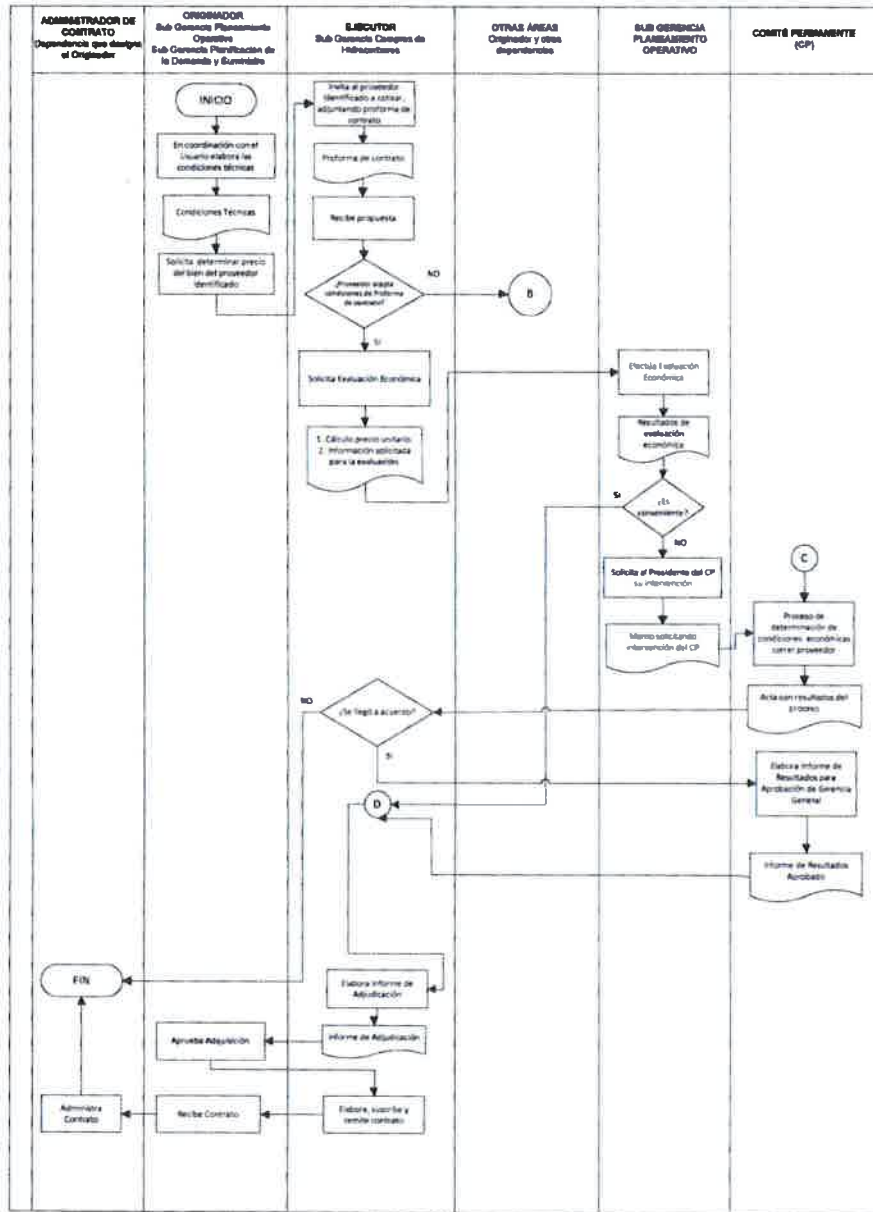 ADMINISTRADOR DE
CONTRATO
Dependencia que designe
el Originador
ORIGINADOR
Sub Gerencia Planeamiento
Operativo
Sub Gerencia Planificación de
la Demanda y Suministro
EJECUTOR
Sub Gerencia Compras de
Hidrocarburos
OTRAS ÁREAS
Originador y otras
dependencias
SUB GERENCIA
PLANEAMIENTO
OPERATIVO
COMITÉ PERMANENTE
(CP)
INICIO
En coordinación con el
Usuario elabora las
condiciones técnicas
Condiciones Técnicas
Solicita determinar precio
del bien del proveedor
identificado
Invita al proveedor
identificado a cotizar,
adjuntando proforma de
contrato
Proforma de contrato
Recibe propuesta
¿Proveedor acepta
condiciones de Proforma
de contrato?
NO
B
SI
Solicita Evaluación Económica
1. Cálculo precio unitario
2. Información solicitada
para la evaluación
Efectúa Evaluación
Económica
Resultados de
evaluación
económica
¿Es
conveniente?
SI
NO
Solicita al Presidente del CP
su intervención
Memo solicitando
intervención del CP
C
Proceso de
determinación de
condiciones económicas
con el proveedor
Acta con resultados del
proceso
¿Se llegó a acuerdo?
NO
SI
Elabora Informe de
Resultados para
Aprobación de Gerencia
General
D
Informe de Resultados
Aprobado
FIN
Elabora Informe de
Adjudicación
Informe de Adjudicación
Aprueba Adquisición
Elabora, suscribe y
remite contrato
Recibe Contrato
Administra
Contrato